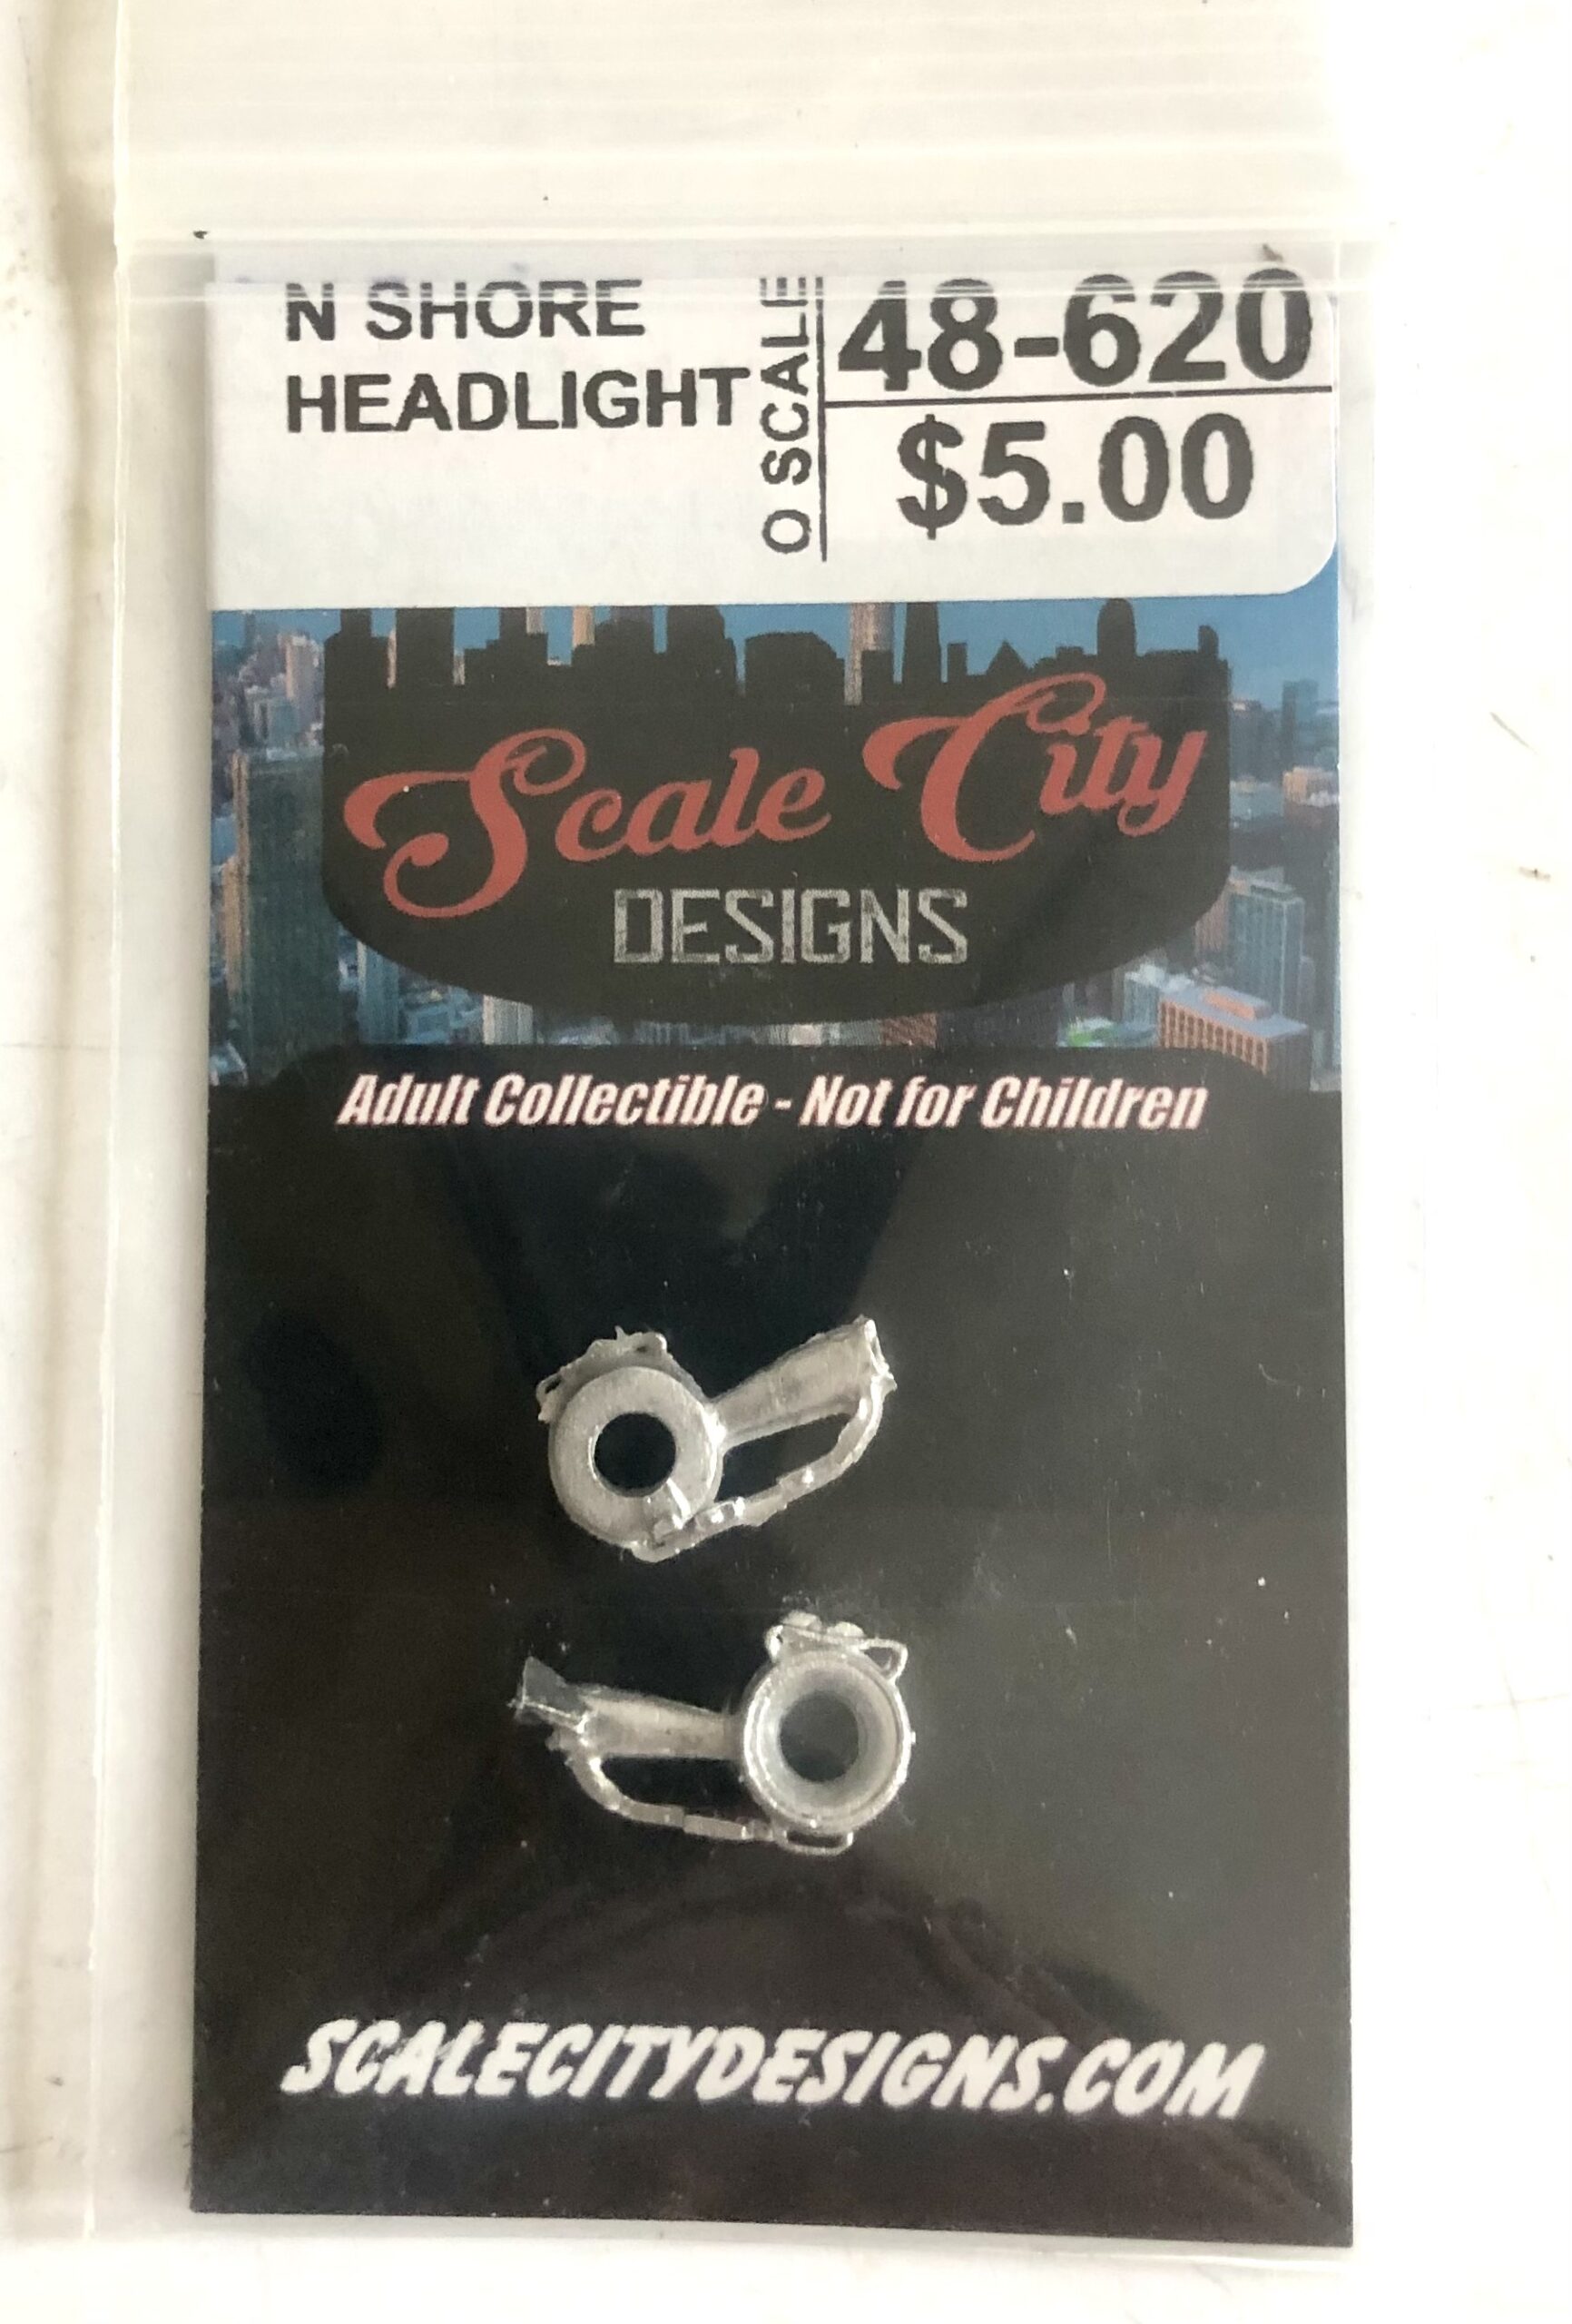 N SHORE
HEADLIGHT
O SCALE
48-620
$5.00
Scale City
DESIGNS
Adult Collectible - Not for Children
SCALECITYDESIGNS.COM